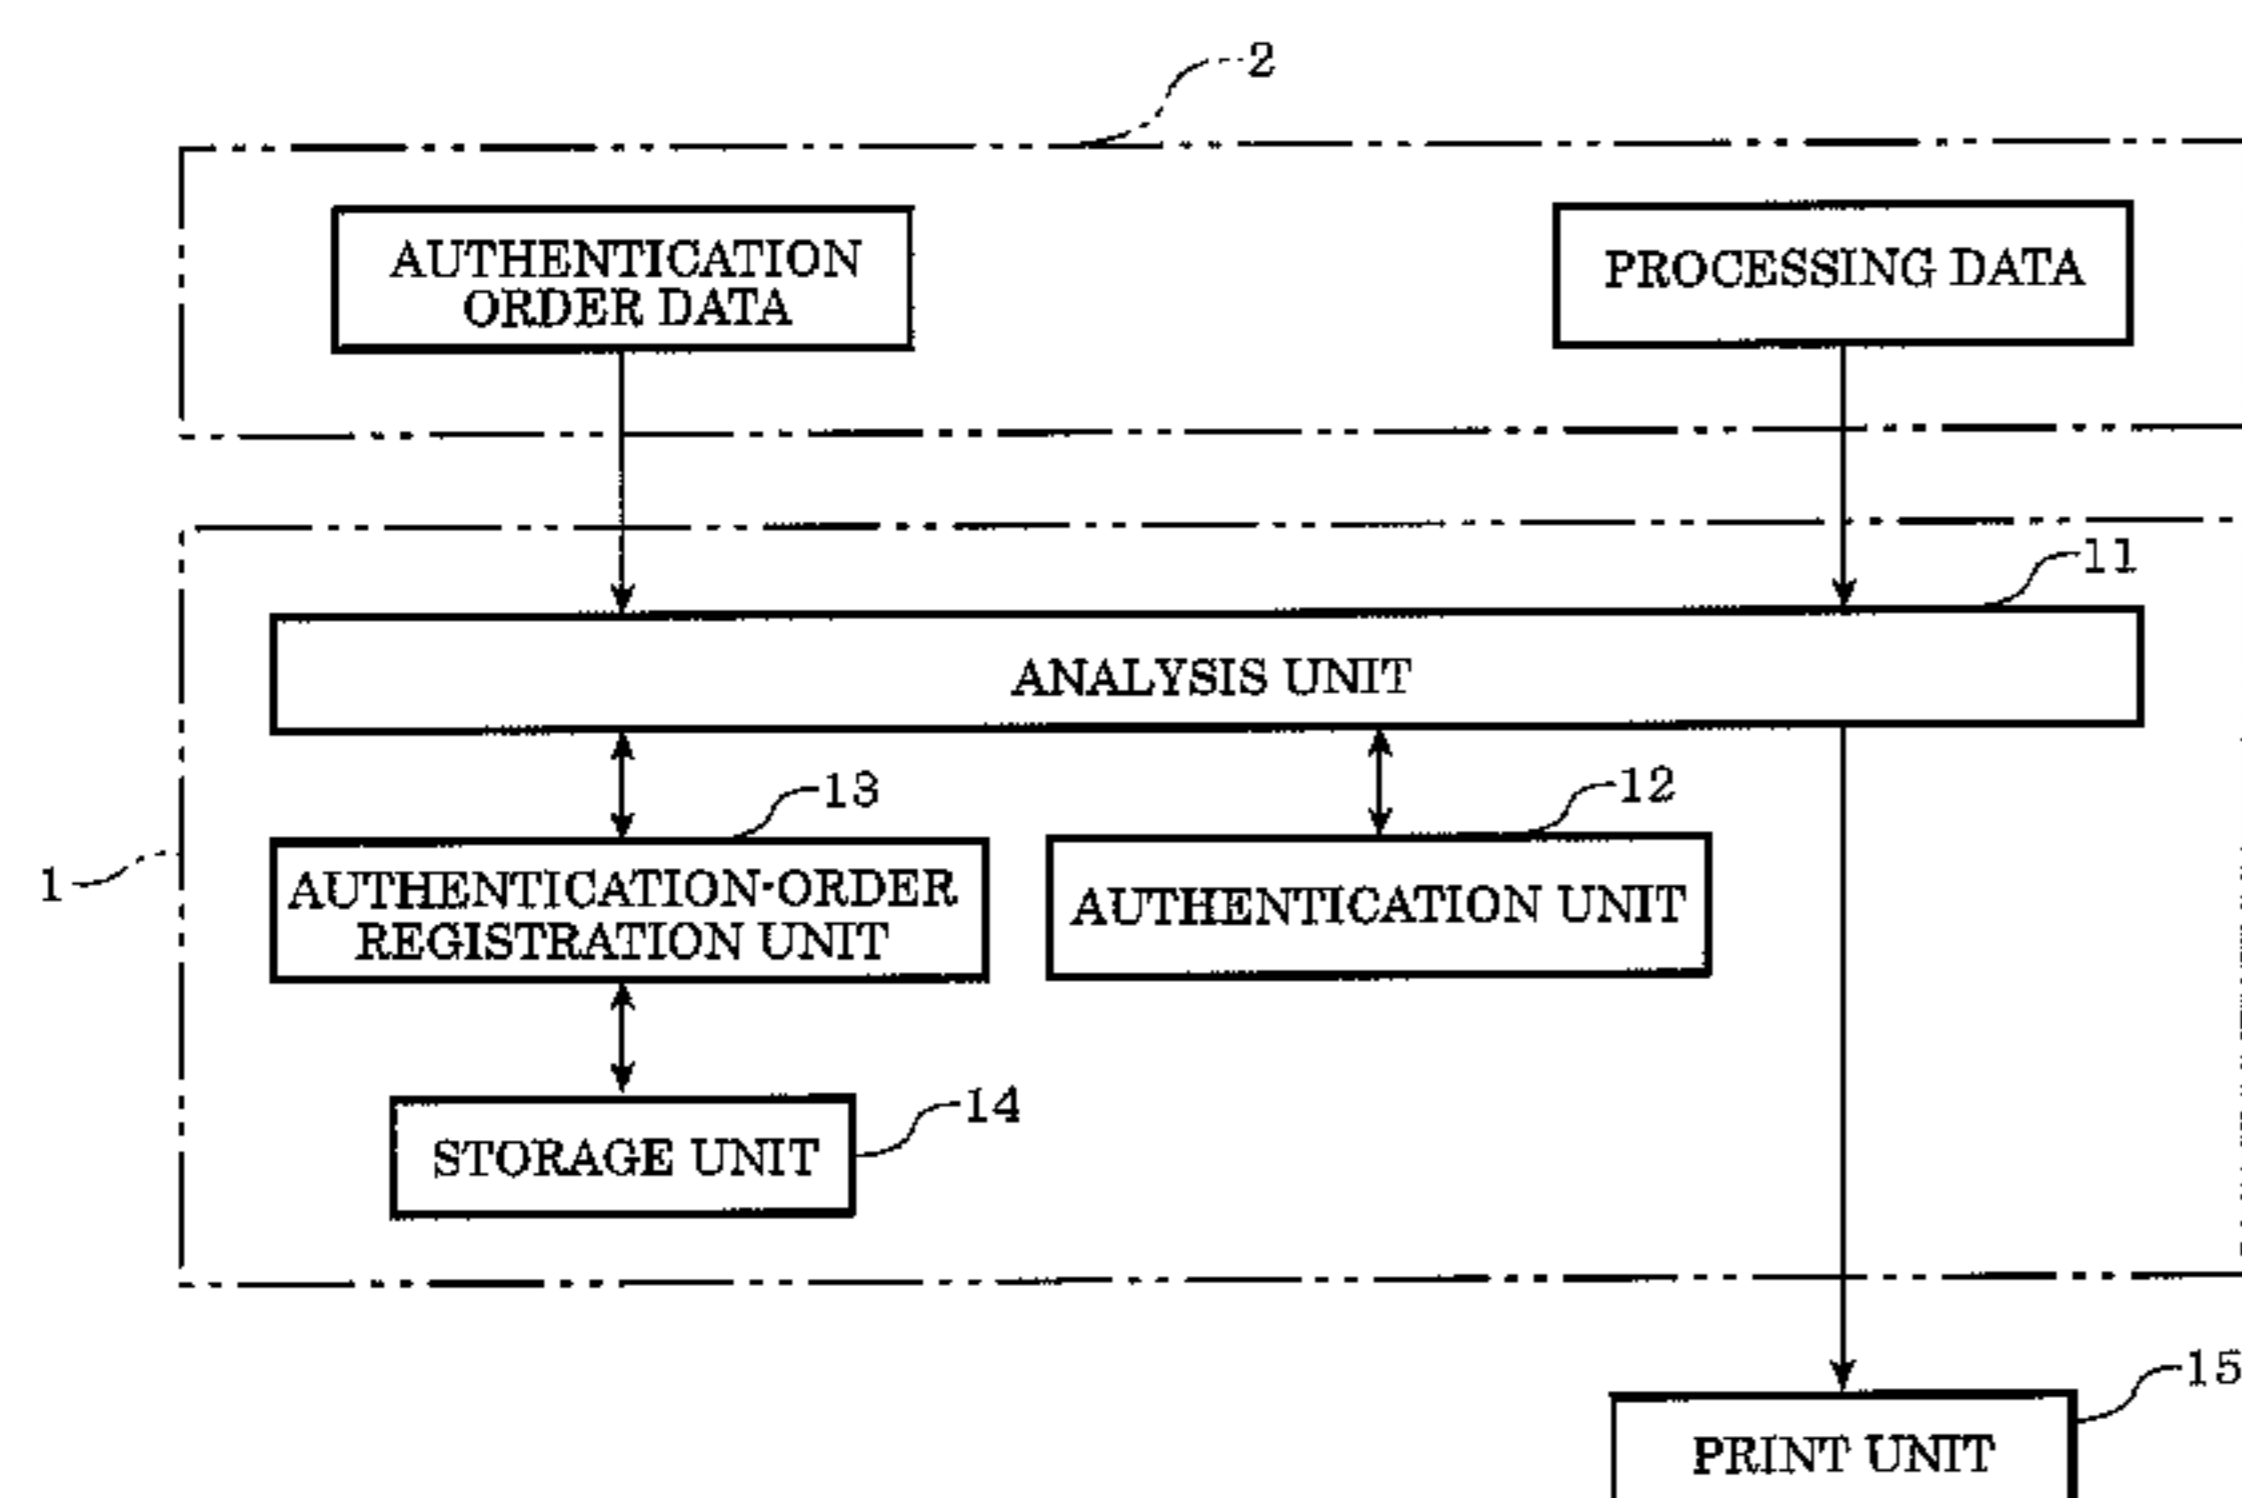 2
AUTHENTICATION
ORDER DATA
PROCESSING DATA
11
ANALYSIS UNIT
13
12
1
AUTHENTICATION-ORDER
REGISTRATION UNIT
AUTHENTICATION UNIT
14
STORAGE UNIT
15
PRINT UNIT